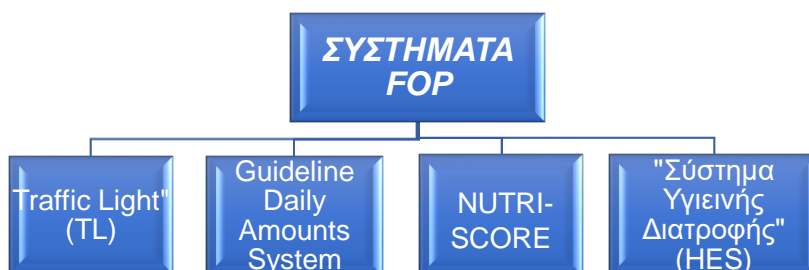 ΣΥΣΤΗΜΑΤΑ
FOP
Traffic Light"
(TL)
Guideline
Daily
Amounts
System
NUTRI-
SCORE
"Σύστημα
Υγιεινής
Διατροφής"
(HES)